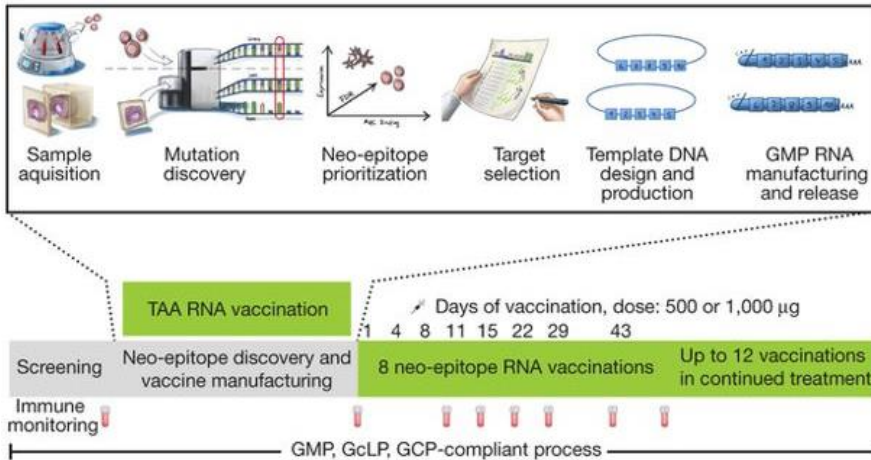 Expression
FDR
Sample
aquisition
Mutation
discovery
Neo-epitope
prioritization
Target
selection
Template DNA
design and
production
GMP RNA
manufacturing
and release
TAA RNA vaccination
Days of vaccination, dose: 500 or 1,000 µg
1 4 8 11 15 22 29 43
Screening
Neo-epitope discovery and
vaccine manufacturing
8 neo-epitope RNA vaccinations
Up to 12 vaccinations
in continued treatment
Immune
monitoring
GMP, GcLP, GCP-compliant process